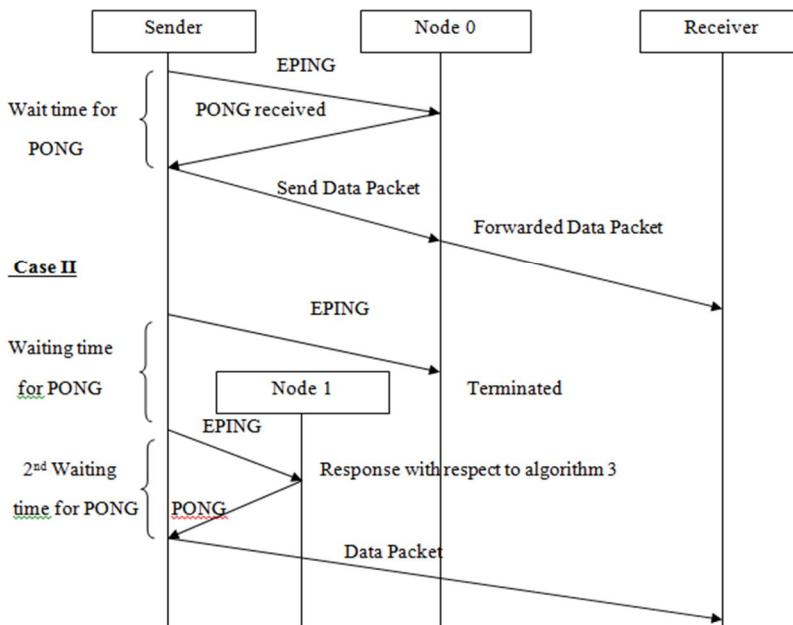 Sender
Node 0
Receiver
EPING
Wait time for
PONG
PONG received
Send Data Packet
Forwarded Data Packet
Case II
EPING
Waiting time
for PONG
Node 1
Terminated
EPING
2nd Waiting
time for PONG
Response with respect to algorithm 3
PONG
Data Packet